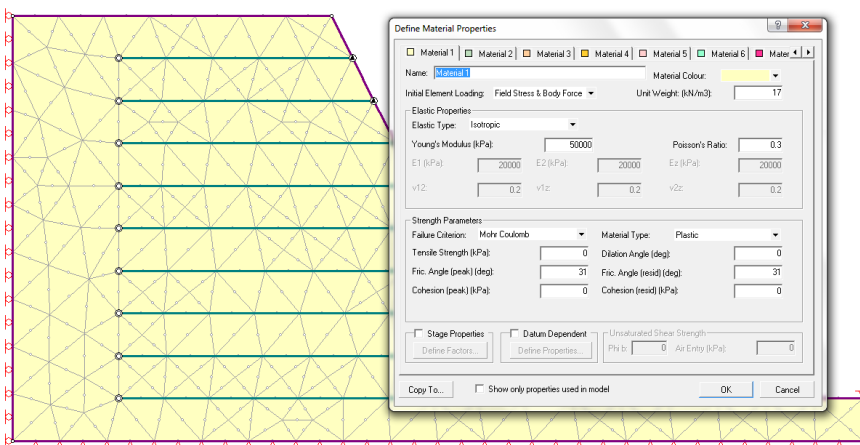 Define Material Properties
Material 1 Material 2 Material 3 Material 4 Material 5 Material 6 Mater
Name: Material 1 Material Colour:
Initial Element Loading: Field Stress & Body Force Unit Weight: (kN/m3): 17
Elastic Properties
Elastic Type: Isotropic
Young's Modulus (kPa): 50000 Poisson's Ratio: 0.3
E1 (kPa): 20000 E2 (kPa): 20000 Ez (kPa): 20000
v12: 0.2 v1z: 0.2 v2z: 0.2
Strength Parameters
Failure Criterion: Mohr Coulomb Material Type: Plastic
Tensile Strength (kPa): 0 Dilation Angle (deg): 0
Fric. Angle (peak) (deg): 31 Fric. Angle (resid) (deg): 31
Cohesion (peak) (kPa): 0 Cohesion (resid) (kPa): 0
Stage Properties Datum Dependent Unsaturated Shear Strength
Define Factors... Define Properties... Phi b: 0 Air Entry (kPa): 0
Copy To... Show only properties used in model OK Cancel